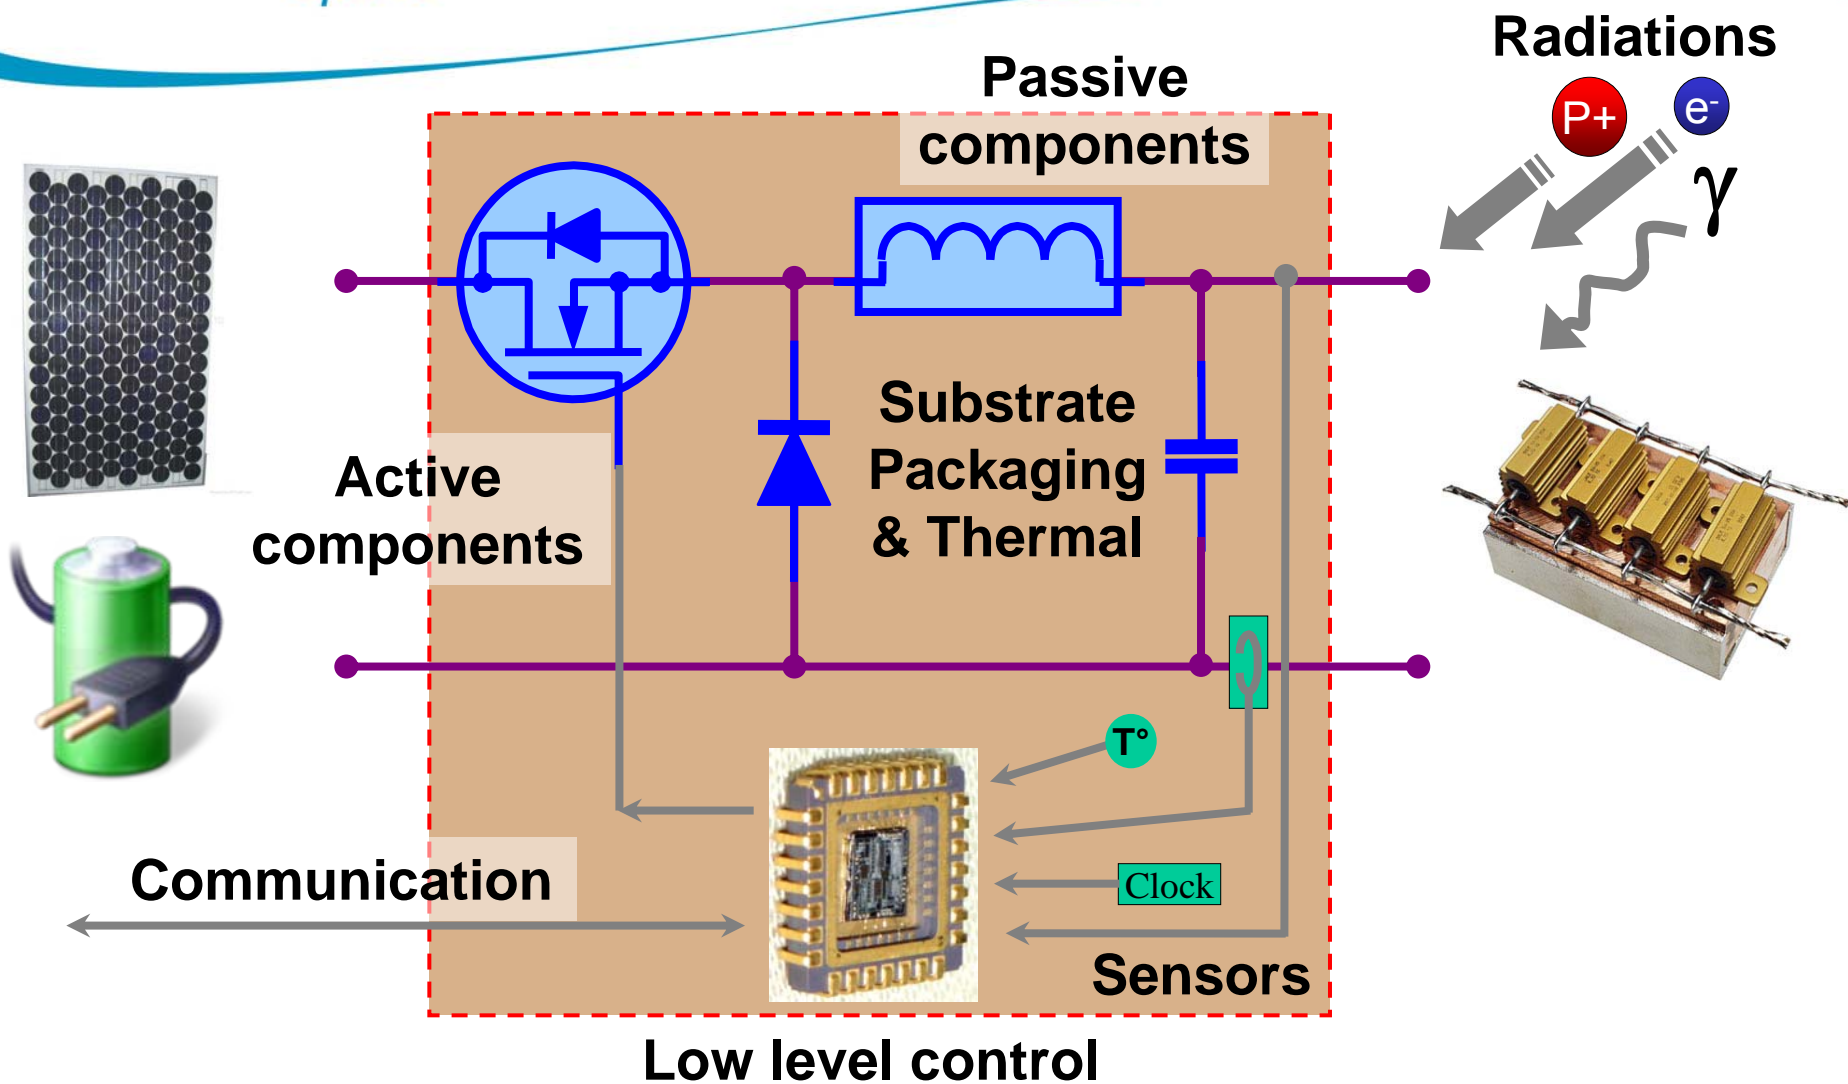 Radiations
P+
e-
γ
Passive
components
Substrate
Packaging
& Thermal
Active
components
T°
Communication
Clock
Sensors
Low level control